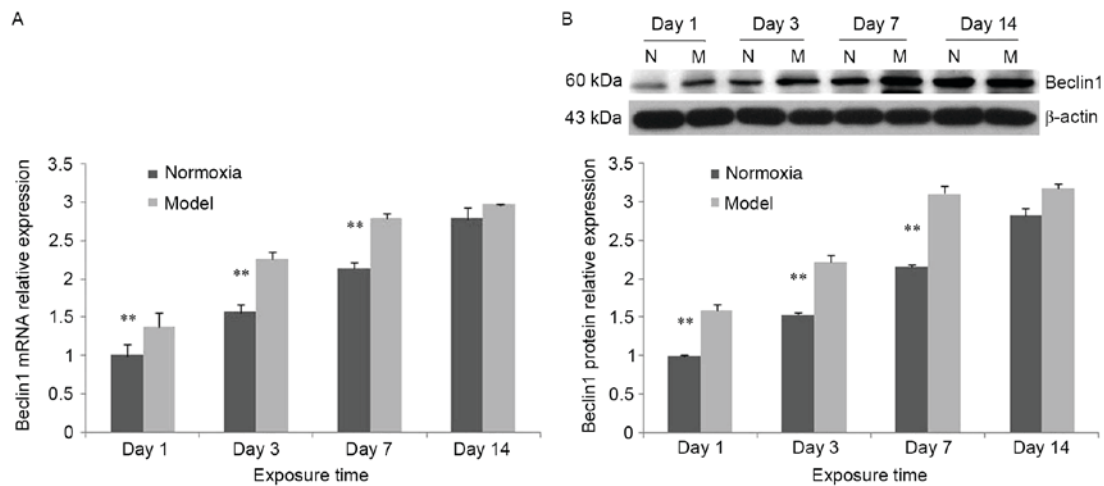 A
Beclin1 mRNA relative expression
3.5
3
2.5
2
1.5
1
0.5
0
Normoxia
Model
**
**
**
Day 1
Day 3
Day 7
Day 14
Exposure time
B
Day 1
Day 3
Day 7
Day 14
N
M
N
M
N
M
N
M
60 kDa
Beclin1
43 kDa
β-actin
Beclin1 protein relative expression
3.5
3
2.5
2
1.5
1
0.5
0
Normoxia
Model
**
**
**
Day 1
Day 3
Day 7
Day 14
Exposure time